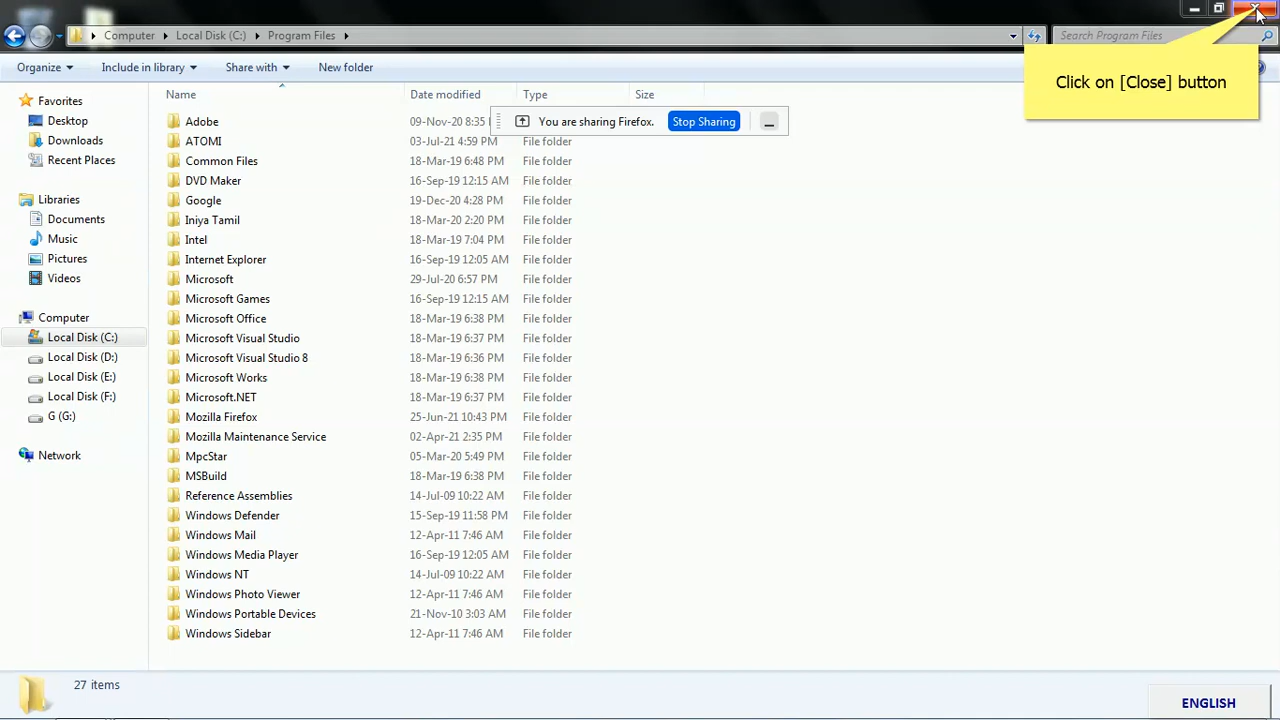 Computer Local Disk (C:) Program Files Search Program Files
Click on [Close] button
Organize Include in library Share with New folder
Name Date modified Type Size
You are sharing Firefox. Stop Sharing
Favorites
Desktop
Downloads
Recent Places
Libraries
Documents
Music
Pictures
Videos
Computer
Local Disk (C:)
Local Disk (D:)
Local Disk (E:)
Local Disk (F:)
G (G:)
Network
Adobe 09-Nov-20 8:35
ATOMI 03-Jul-21 4:59 PM File folder
Common Files 18-Mar-19 6:48 PM File folder
DVD Maker 16-Sep-19 12:15 AM File folder
Google 19-Dec-20 4:28 PM File folder
Iniya Tamil 18-Mar-20 2:20 PM File folder
Intel 18-Mar-19 7:04 PM File folder
Internet Explorer 16-Sep-19 12:05 AM File folder
Microsoft 29-Jul-20 6:57 PM File folder
Microsoft Games 16-Sep-19 12:15 AM File folder
Microsoft Office 18-Mar-19 6:38 PM File folder
Microsoft Visual Studio 18-Mar-19 6:37 PM File folder
Microsoft Visual Studio 8 18-Mar-19 6:36 PM File folder
Microsoft Works 18-Mar-19 6:38 PM File folder
Microsoft.NET 18-Mar-19 6:37 PM File folder
Mozilla Firefox 25-Jun-21 10:43 PM File folder
Mozilla Maintenance Service 02-Apr-21 2:35 PM File folder
MpcStar 05-Mar-20 5:49 PM File folder
MSBuild 18-Mar-19 6:38 PM File folder
Reference Assemblies 14-Jul-09 10:22 AM File folder
Windows Defender 15-Sep-19 11:58 PM File folder
Windows Mail 12-Apr-11 7:46 AM File folder
Windows Media Player 16-Sep-19 12:05 AM File folder
Windows NT 14-Jul-09 10:22 AM File folder
Windows Photo Viewer 12-Apr-11 7:46 AM File folder
Windows Portable Devices 21-Nov-10 3:03 AM File folder
Windows Sidebar 12-Apr-11 7:46 AM File folder
27 items
ENGLISH